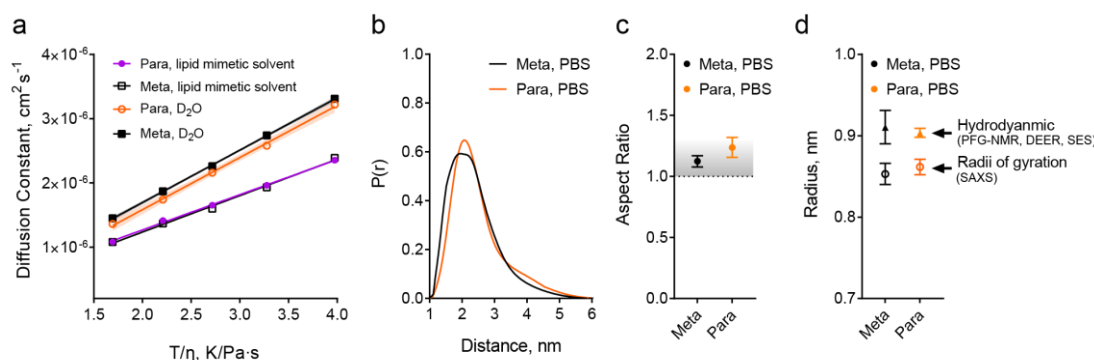 a
Diffusion Constant, cm² s⁻¹
4×10⁻⁶
3×10⁻⁶
2×10⁻⁶
1×10⁻⁶
Para, lipid mimetic solvent
Meta, lipid mimetic solvent
Para, D₂O
Meta, D₂O
1.5 2.0 2.5 3.0 3.5 4.0
T/η, K/Pa·s
b
P(r)
1.0
0.8
0.6
0.4
0.2
0.0
Meta, PBS
Para, PBS
1 2 3 4 5 6
Distance, nm
c
Aspect Ratio
2.0
1.5
1.0
0.5
0.0
Meta, PBS
Para, PBS
Meta Para
d
Radius, nm
1.0
0.9
0.8
0.7
Meta, PBS
Para, PBS
Hydrodyanmic
(PFG-NMR, DEER, SES)
Radii of gyration
(SAXS)
Meta Para